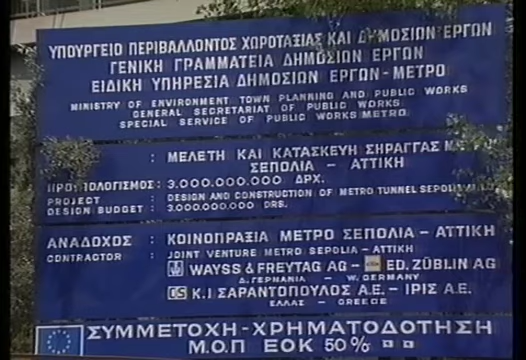 ΥΠΟΥΡΓΕΙΟ ΠΕΡΙΒΑΛΛΟΝΤΟΣ ΧΩΡΟΤΑΞΙΑΣ ΚΑΙ ΔΗΜΟΣΙΩΝ ΕΡΓΩΝ
ΓΕΝΙΚΗ ΓΡΑΜΜΑΤΕΙΑ ΔΗΜΟΣΙΩΝ ΕΡΓΩΝ
ΕΙΔΙΚΗ ΥΠΗΡΕΣΙΑ ΔΗΜΟΣΙΩΝ ΕΡΓΩΝ-ΜΕΤΡΟ
MINISTRY OF ENVIRONMENT TOWN PLANNING AND PUBLIC WORKS
GENERAL SECRETARIAT OF PUBLIC WORKS
SPECIAL SERVICE OF PUBLIC WORKS METRO
: ΜΕΛΕΤΗ ΚΑΙ ΚΑΤΑΣΚΕΥΗ ΣΗΡΑΓΓΑΣ
ΣΕΠΟΛΙΑ - ΑΤΤΙΚΗ
ΠΡΟΫΠΟΛΟΓΙΣΜΟΣ : 3.000.000.000 ΔΡΧ.
PROJECT : DESIGN AND CONSTRUCTION OF METRO TUNNEL
DESIGN BUDGET : 3.000.000.000 DRS.
ΑΝΑΔΟΧΟΣ : ΚΟΙΝΟΠΡΑΞΙΑ ΜΕΤΡΟ ΣΕΠΟΛΙΑ - ΑΤΤΙΚΗ
CONTRACTOR : JOINT VENTURE METRO SEPOLIA - ATTIKH
WAYSS & FREYTAG AG - ED. ZÜBLIN AG
Δ. ΓΕΡΜΑΝΙΑ - W. GERMANY
CS Κ.Ι ΣΑΡΑΝΤΟΠΟΥΛΟΣ Α.Ε. - ΙΡΙΣ Α.Ε.
ΕΛΛΑΣ - GREECE
ΣΥΜΜΕΤΟΧΗ-ΧΡΗΜΑΤΟΔΟΤΗΣΗ
Μ.Ο.Π ΕΟΚ 50%